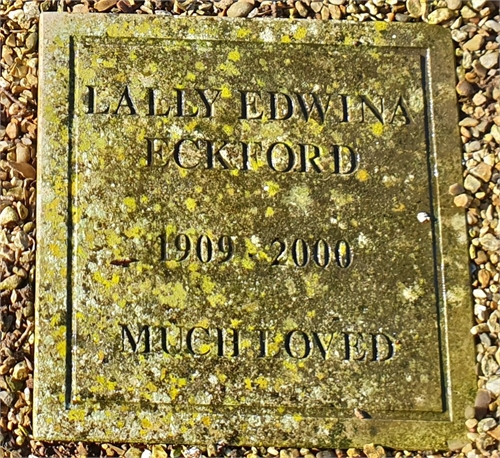 LALLY EDWINA
ECKFORD
1909 - 2000
MUCH LOVED